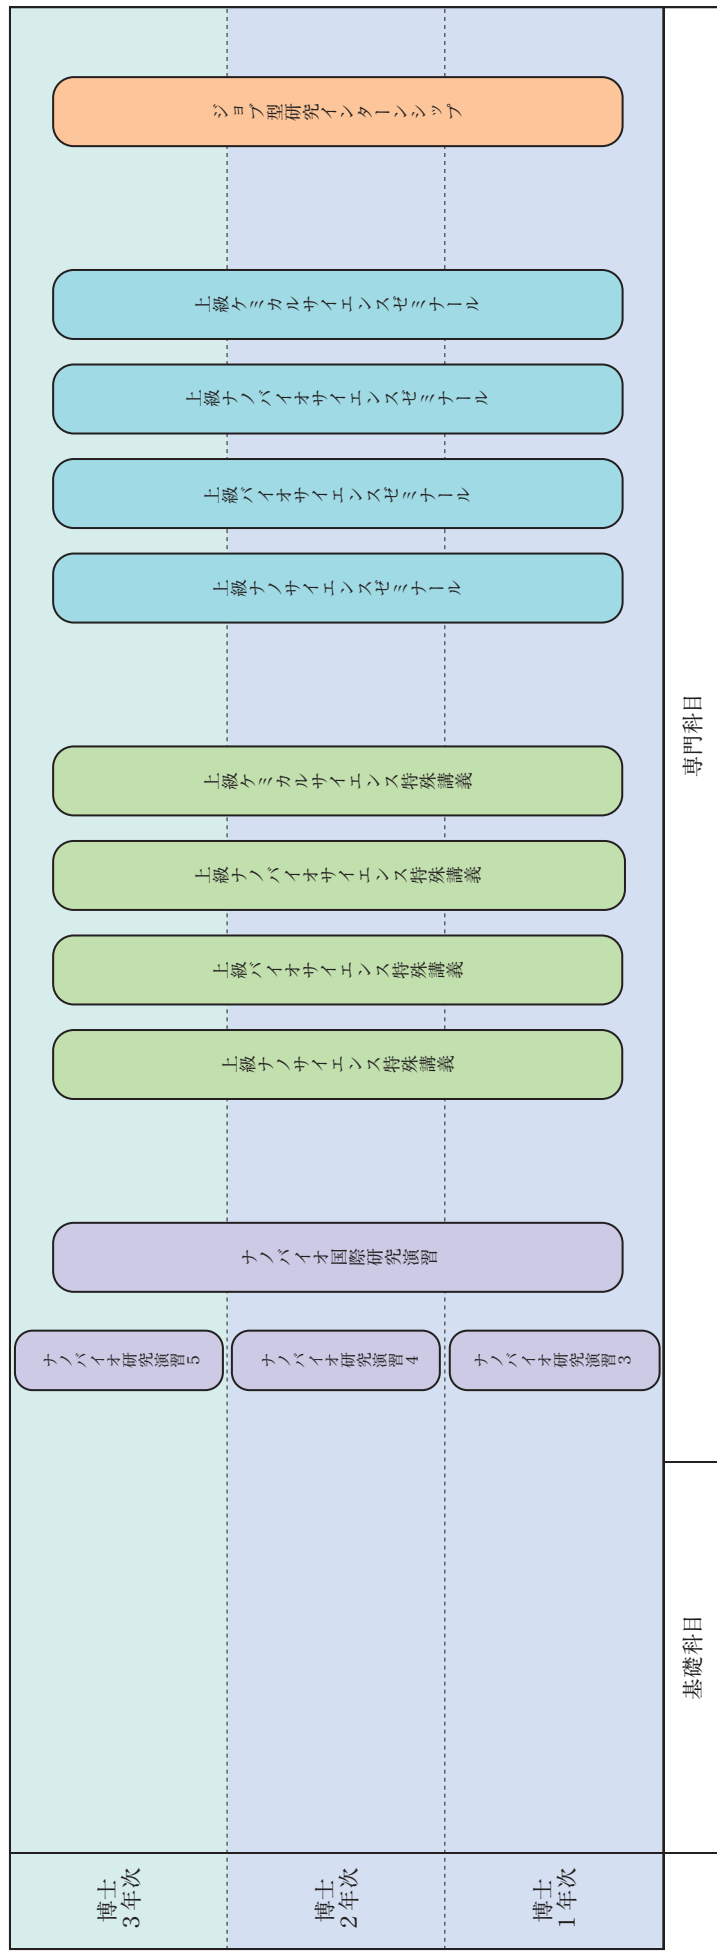 博士
1年次
博士
2年次
博士
3年次
基礎科目
専門科目
ナノバイオ研究演習3
ナノバイオ研究演習4
ナノバイオ研究演習5
ナノバイオ国際研究演習
上級ナノサイエンス特殊講義
上級バイオサイエンス特殊講義
上級ナノバイオサイエンス特殊講義
上級ケミカルサイエンス特殊講義
上級ナノサイエンスゼミナール
上級バイオサイエンスゼミナール
上級ナノバイオサイエンスゼミナール
上級ケミカルサイエンスゼミナール
ジョブ型研究インターンシップ